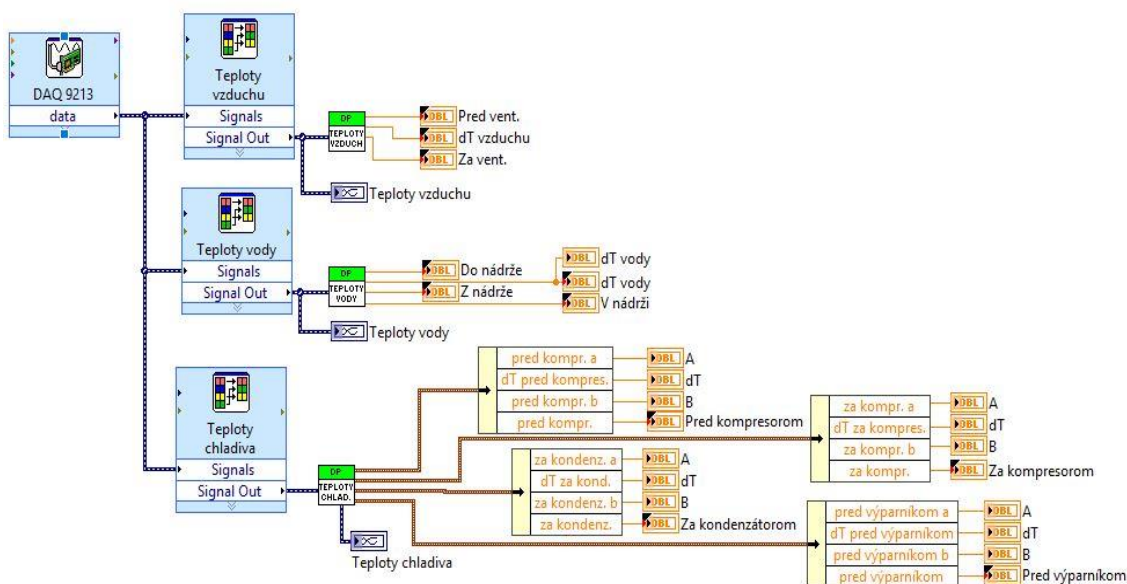 DAQ 9213
data
Teploty
vzduchu
Signals
Signal Out
DP
TEPLOTY
VZDUCH
DBL
Pred vent.
DBL
dT vzduchu
DBL
Za vent.
Teploty vzduchu
Teploty vody
Signals
Signal Out
DP
TEPLOTY
VODY
DBL
Do nádrže
DBL
Z nádrže
DBL
dT vody
DBL
dT vody
DBL
V nádrži
Teploty vody
Teploty
chladiva
Signals
Signal Out
DP
TEPLOTY
CHLAD.
Teploty chladiva
pred kompr. a
DBL
A
dT pred kompres.
DBL
dT
pred kompr. b
DBL
B
pred kompr.
DBL
Pred kompresorom
za kompr. a
DBL
A
dT za kompres.
DBL
dT
za kompr. b
DBL
B
za kompr.
DBL
Za kompresorom
za kondenz. a
DBL
A
dT za kond.
DBL
dT
za kondenz. b
DBL
B
za kondenz.
DBL
Za kondenzátorom
pred výparníkom a
DBL
A
dT pred výparníkom
DBL
dT
pred výparníkom b
DBL
B
pred výparníkom
DBL
Pred výparníkom